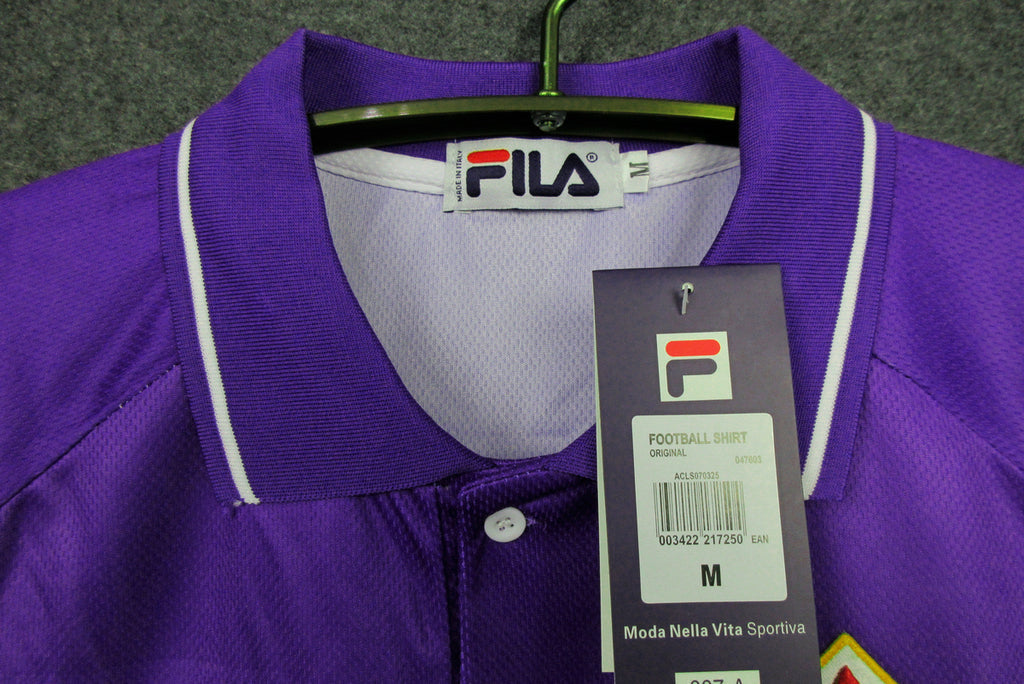 MADE IN ITALY
FILA®
M
F
FOOTBALL SHIRT
ORIGINAL
047603
ACLS070325
003422 217250 EAN
M
Moda Nella Vita Sportiva